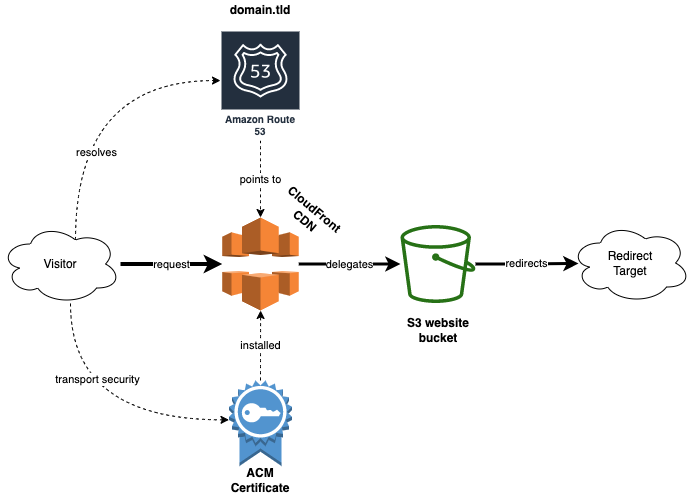 domain.tld
53
Amazon Route
53
resolves
points to
CloudFront
CDN
Visitor
request
delegates
redirects
Redirect
Target
S3 website
bucket
installed
transport security
ACM
Certificate